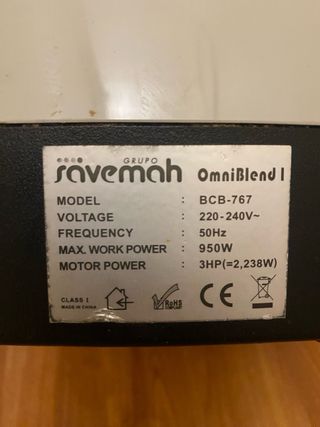 GRUPO
savemah OmniBlend I
MODEL : BCB-767
VOLTAGE : 220-240V~
FREQUENCY : 50Hz
MAX. WORK POWER : 950W
MOTOR POWER : 3HP(=2,238W)
CLASS I
MADE IN CHINA
RoHS
COMPLIANT
CE